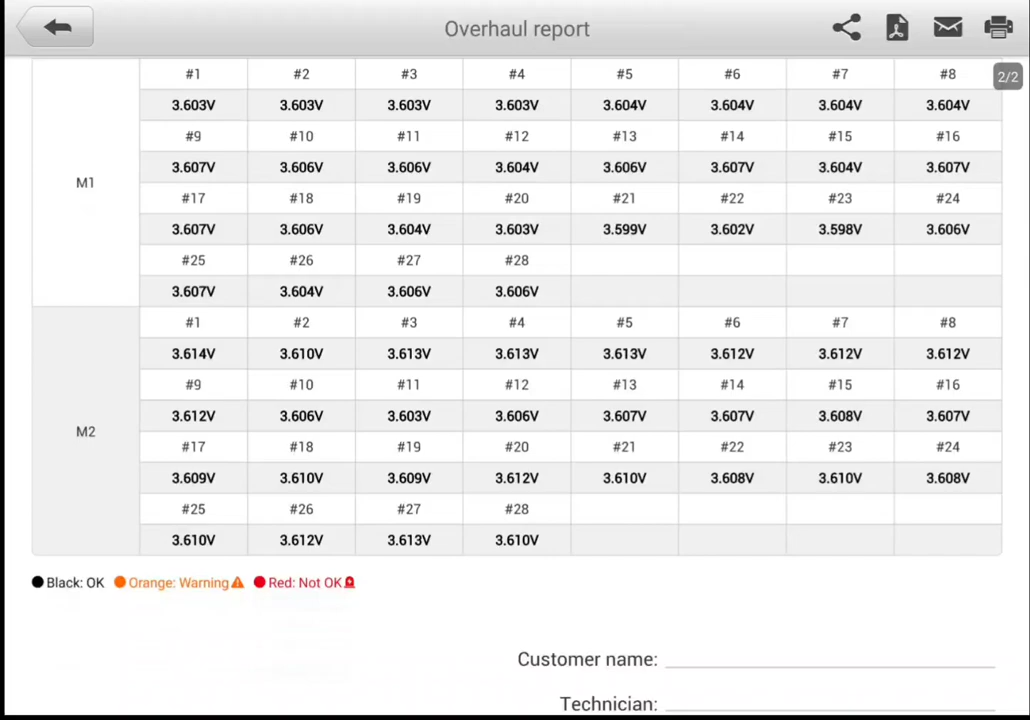 Overhaul report
2/2
#1 #2 #3 #4 #5 #6 #7 #8
3.603V 3.603V 3.603V 3.603V 3.604V 3.604V 3.604V 3.604V
#9 #10 #11 #12 #13 #14 #15 #16
3.607V 3.606V 3.606V 3.604V 3.606V 3.607V 3.604V 3.607V
M1
#17 #18 #19 #20 #21 #22 #23 #24
3.607V 3.606V 3.604V 3.603V 3.599V 3.602V 3.598V 3.606V
#25 #26 #27 #28
3.607V 3.604V 3.606V 3.606V
#1 #2 #3 #4 #5 #6 #7 #8
3.614V 3.610V 3.613V 3.613V 3.613V 3.612V 3.612V 3.612V
#9 #10 #11 #12 #13 #14 #15 #16
3.612V 3.606V 3.603V 3.606V 3.607V 3.607V 3.608V 3.607V
M2
#17 #18 #19 #20 #21 #22 #23 #24
3.609V 3.610V 3.609V 3.612V 3.610V 3.608V 3.610V 3.608V
#25 #26 #27 #28
3.610V 3.612V 3.613V 3.610V
Black: OK Orange: Warning Red: Not OK
Customer name:
Technician: